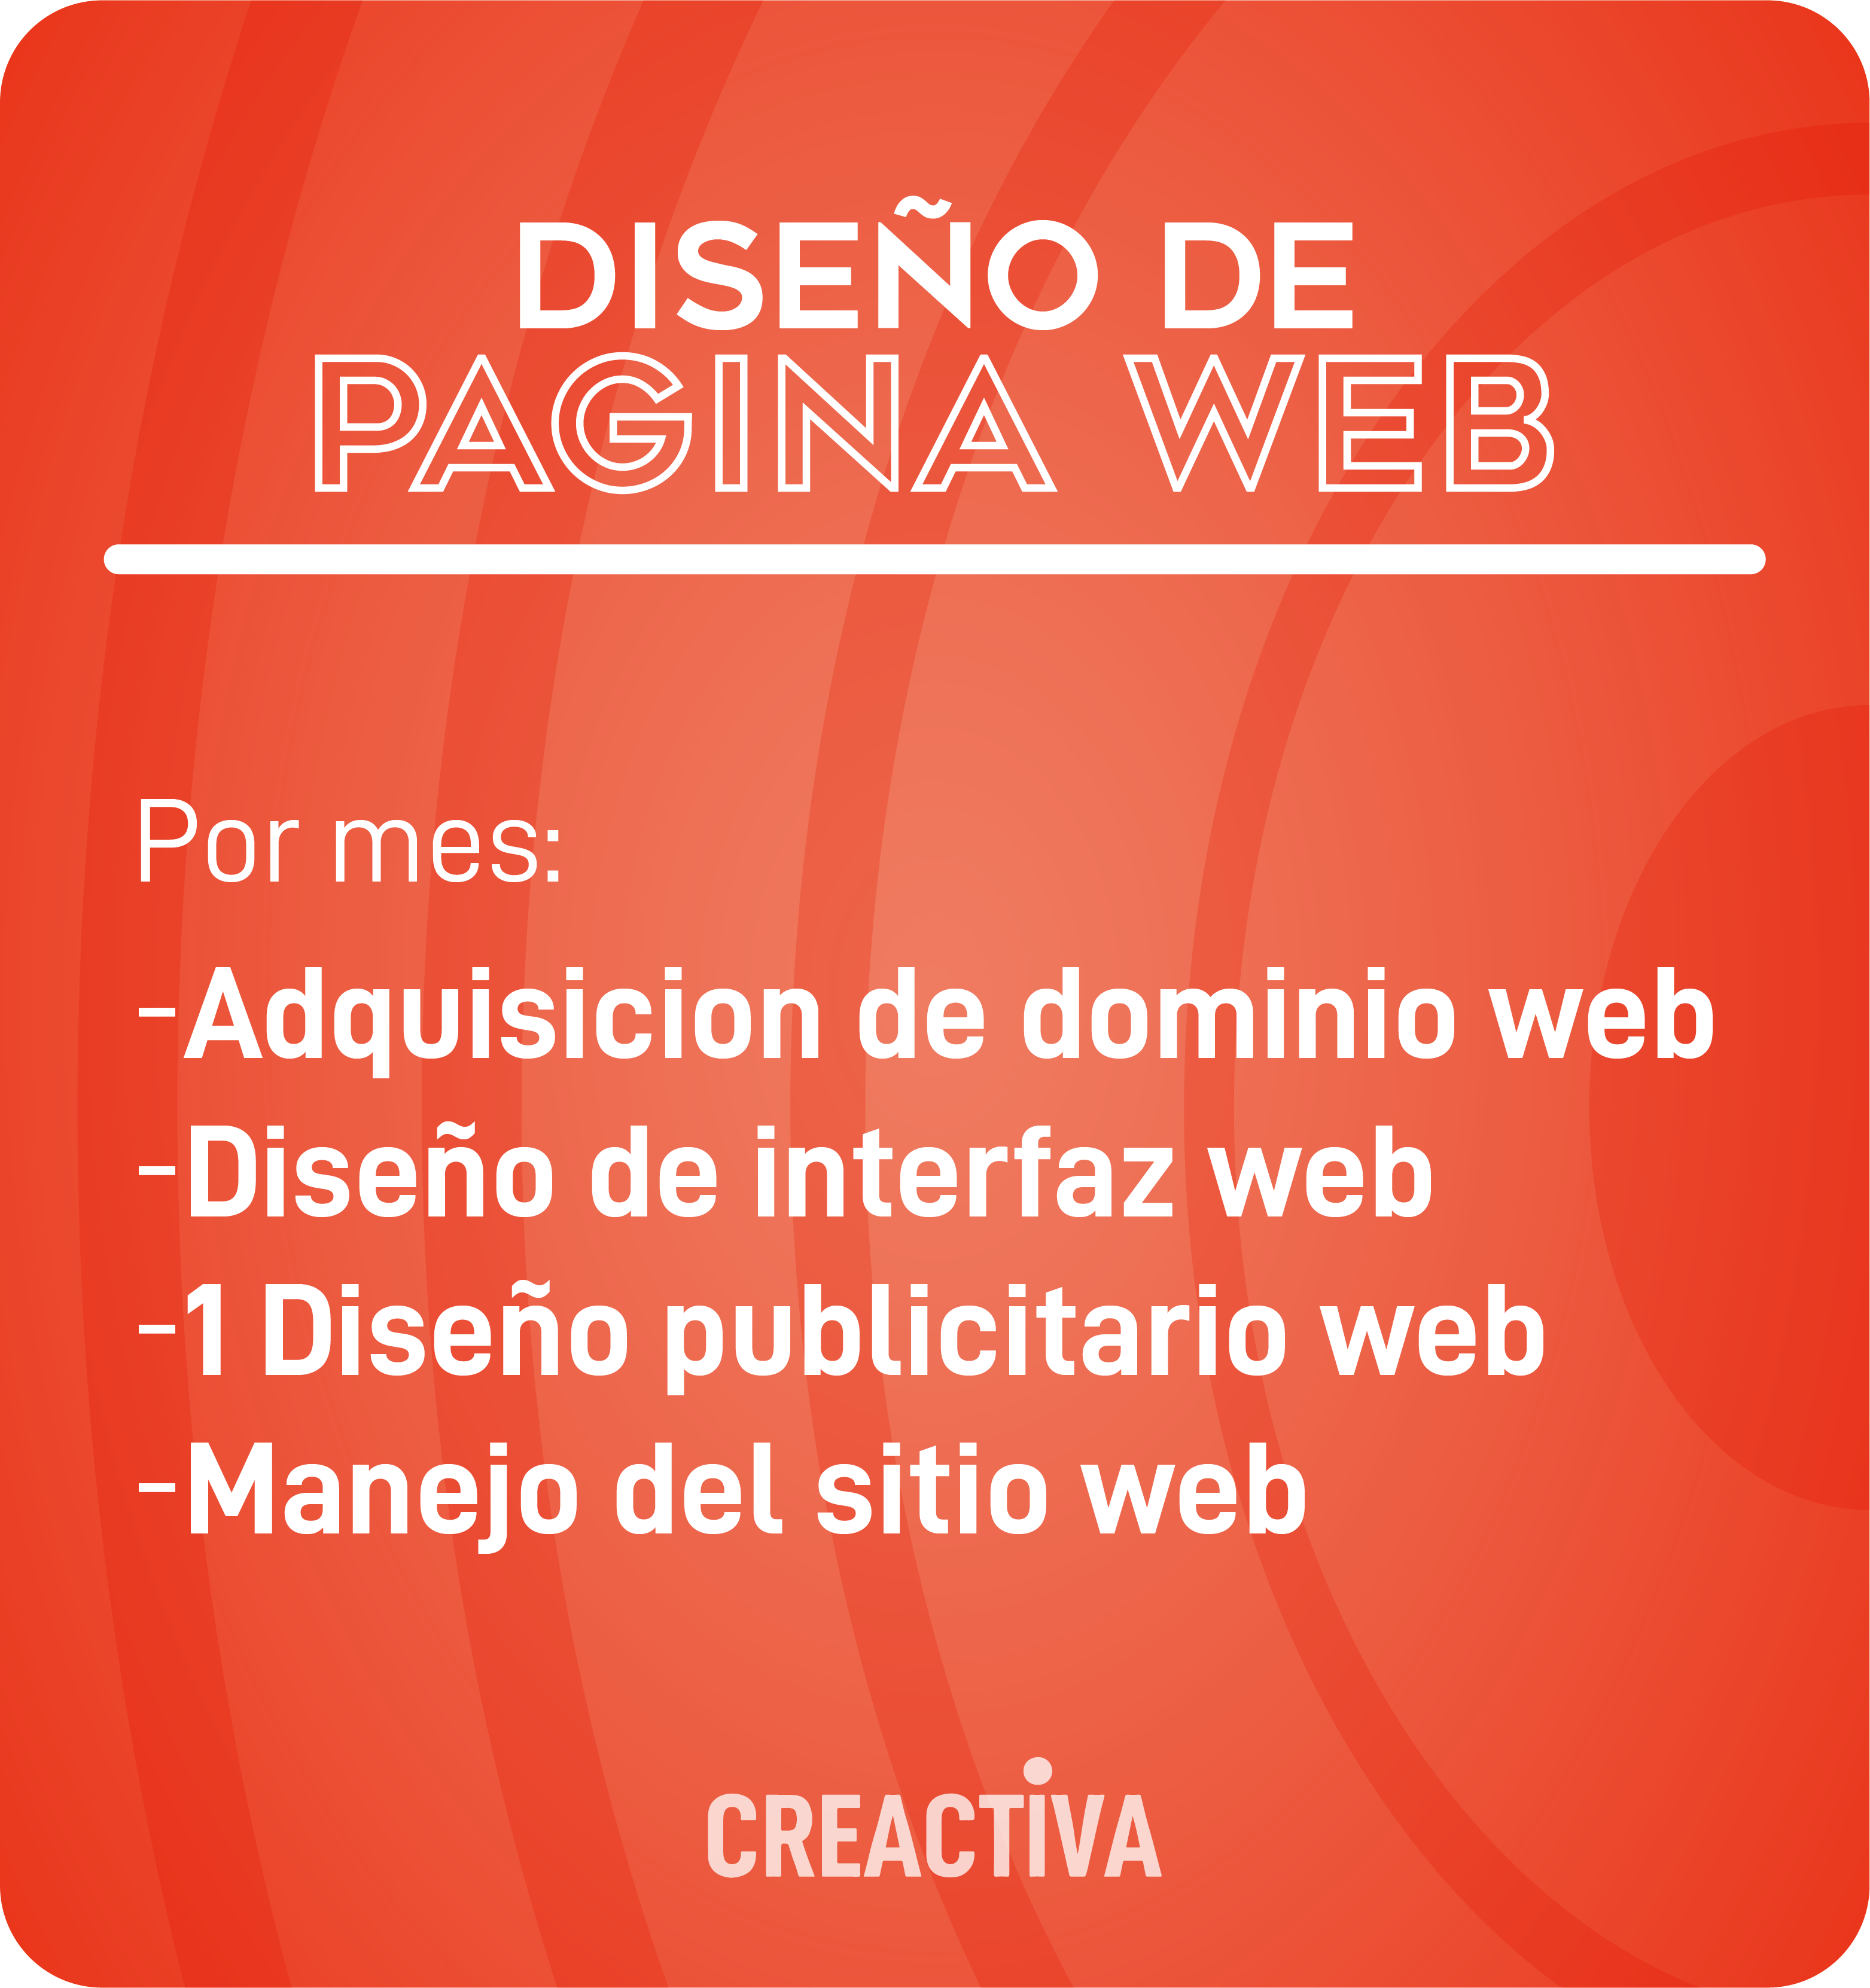 DISEÑO DE
PAGINA WEB
Por mes:
-Adquisicion de dominio web
-Diseño de interfaz web
-1 Diseño publicitario web
-Manejo del sitio web
CREACTiVA